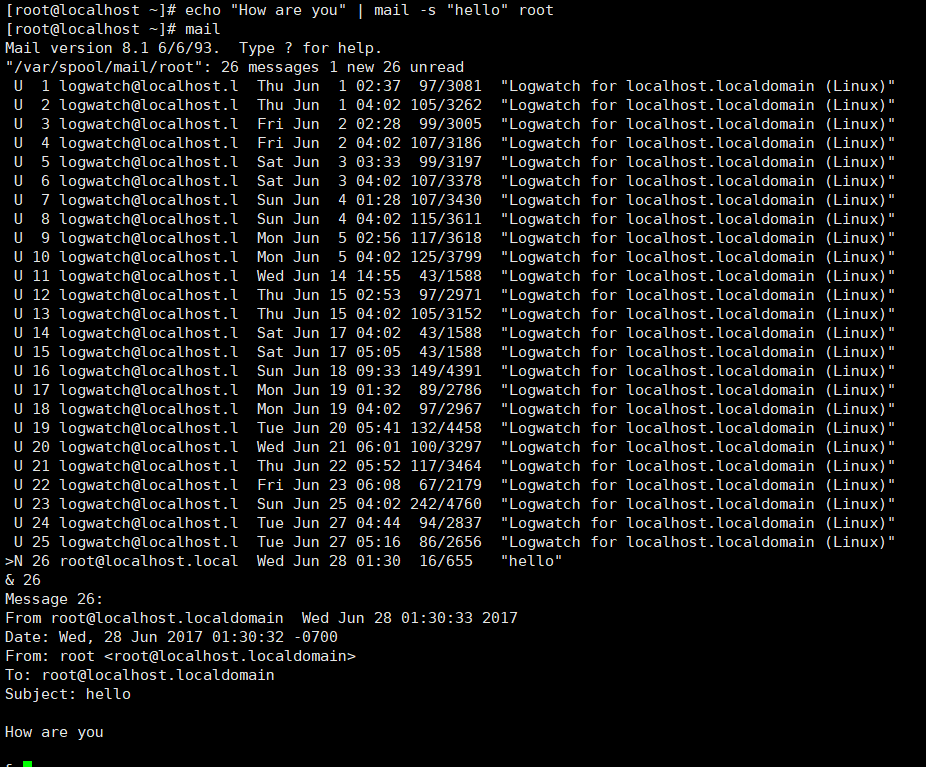 [root@localhost ~]# echo "How are you" | mail -s "hello" root
[root@localhost ~]# mail
Mail version 8.1 6/6/93.  Type ? for help.
"/var/spool/mail/root": 26 messages 1 new 26 unread
 U  1 logwatch@localhost.l  Thu Jun  1 02:37  97/3081  "Logwatch for localhost.localdomain (Linux)"
 U  2 logwatch@localhost.l  Thu Jun  1 04:02 105/3262  "Logwatch for localhost.localdomain (Linux)"
 U  3 logwatch@localhost.l  Fri Jun  2 02:28  99/3005  "Logwatch for localhost.localdomain (Linux)"
 U  4 logwatch@localhost.l  Fri Jun  2 04:02 107/3186  "Logwatch for localhost.localdomain (Linux)"
 U  5 logwatch@localhost.l  Sat Jun  3 03:33  99/3197  "Logwatch for localhost.localdomain (Linux)"
 U  6 logwatch@localhost.l  Sat Jun  3 04:02 107/3378  "Logwatch for localhost.localdomain (Linux)"
 U  7 logwatch@localhost.l  Sun Jun  4 01:28 107/3430  "Logwatch for localhost.localdomain (Linux)"
 U  8 logwatch@localhost.l  Sun Jun  4 04:02 115/3611  "Logwatch for localhost.localdomain (Linux)"
 U  9 logwatch@localhost.l  Mon Jun  5 02:56 117/3618  "Logwatch for localhost.localdomain (Linux)"
 U 10 logwatch@localhost.l  Mon Jun  5 04:02 125/3799  "Logwatch for localhost.localdomain (Linux)"
 U 11 logwatch@localhost.l  Wed Jun 14 14:55  43/1588  "Logwatch for localhost.localdomain (Linux)"
 U 12 logwatch@localhost.l  Thu Jun 15 02:53  97/2971  "Logwatch for localhost.localdomain (Linux)"
 U 13 logwatch@localhost.l  Thu Jun 15 04:02 105/3152  "Logwatch for localhost.localdomain (Linux)"
 U 14 logwatch@localhost.l  Sat Jun 17 04:02  43/1588  "Logwatch for localhost.localdomain (Linux)"
 U 15 logwatch@localhost.l  Sat Jun 17 05:05  43/1588  "Logwatch for localhost.localdomain (Linux)"
 U 16 logwatch@localhost.l  Sun Jun 18 09:33 149/4391  "Logwatch for localhost.localdomain (Linux)"
 U 17 logwatch@localhost.l  Mon Jun 19 01:32  89/2786  "Logwatch for localhost.localdomain (Linux)"
 U 18 logwatch@localhost.l  Mon Jun 19 04:02  97/2967  "Logwatch for localhost.localdomain (Linux)"
 U 19 logwatch@localhost.l  Tue Jun 20 05:41 132/4458  "Logwatch for localhost.localdomain (Linux)"
 U 20 logwatch@localhost.l  Wed Jun 21 06:01 100/3297  "Logwatch for localhost.localdomain (Linux)"
 U 21 logwatch@localhost.l  Thu Jun 22 05:52 117/3464  "Logwatch for localhost.localdomain (Linux)"
 U 22 logwatch@localhost.l  Fri Jun 23 06:08  67/2179  "Logwatch for localhost.localdomain (Linux)"
 U 23 logwatch@localhost.l  Sun Jun 25 04:02 242/4760  "Logwatch for localhost.localdomain (Linux)"
 U 24 logwatch@localhost.l  Tue Jun 27 04:44  94/2837  "Logwatch for localhost.localdomain (Linux)"
 U 25 logwatch@localhost.l  Tue Jun 27 05:16  86/2656  "Logwatch for localhost.localdomain (Linux)"
>N 26 root@localhost.local  Wed Jun 28 01:30  16/655   "hello"
& 26
Message 26:
From root@localhost.localdomain  Wed Jun 28 01:30:33 2017
Date: Wed, 28 Jun 2017 01:30:32 -0700
From: root <root@localhost.localdomain>
To: root@localhost.localdomain
Subject: hello

How are you